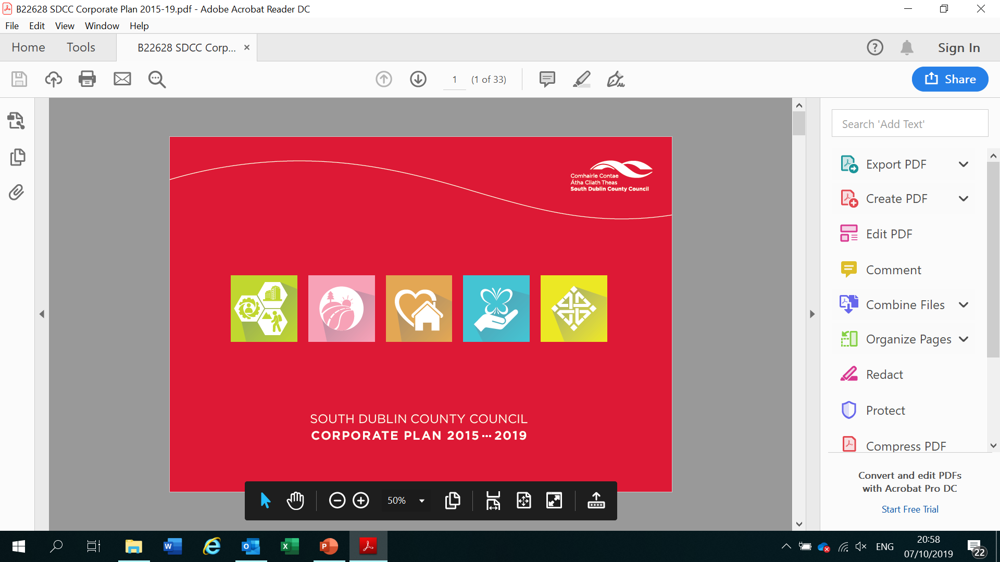 B22628 SDCC Corporate Plan 2015-19.pdf - Adobe Acrobat Reader DC
File Edit View Window Help
Home Tools B22628 SDCC Corp... × Sign In
1 (1 of 33) Share
Search 'Add Text'
Export PDF
Create PDF
Edit PDF
Comment
Combine Files
Organize Pages
Redact
Protect
Compress PDF
Convert and edit PDFs
with Acrobat Pro DC
Start Free Trial
Comhairle Contae
Átha Cliath Theas
South Dublin County Council
SOUTH DUBLIN COUNTY COUNCIL
CORPORATE PLAN 2015 ··· 2019
50%
ENG
20:58
07/10/2019
22